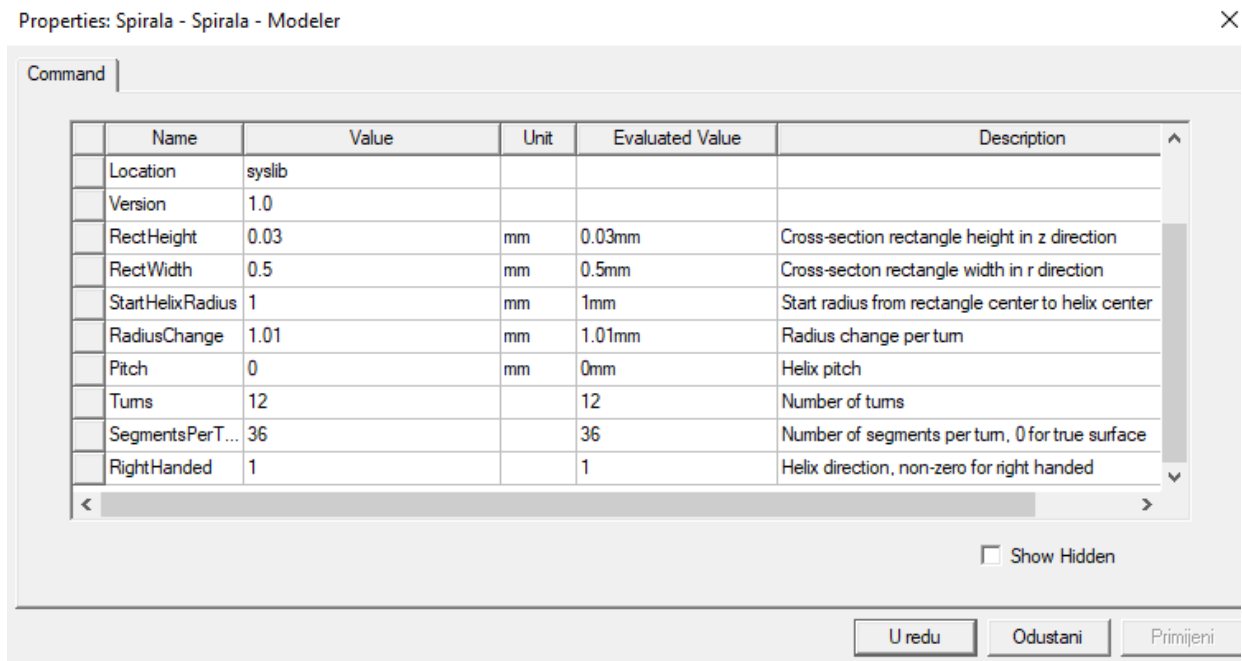 Properties: Spirala - Spirala - Modeler
Command
Name Value Unit Evaluated Value Description
Location syslib
Version 1.0
RectHeight 0.03 mm 0.03mm Cross-section rectangle height in z direction
RectWidth 0.5 mm 0.5mm Cross-secton rectangle width in r direction
StartHelixRadius 1 mm 1mm Start radius from rectangle center to helix center
RadiusChange 1.01 mm 1.01mm Radius change per turn
Pitch 0 mm 0mm Helix pitch
Turns 12 12 Number of turns
SegmentsPerT... 36 36 Number of segments per turn, 0 for true surface
RightHanded 1 1 Helix direction, non-zero for right handed
Show Hidden
U redu Odustani Primijeni